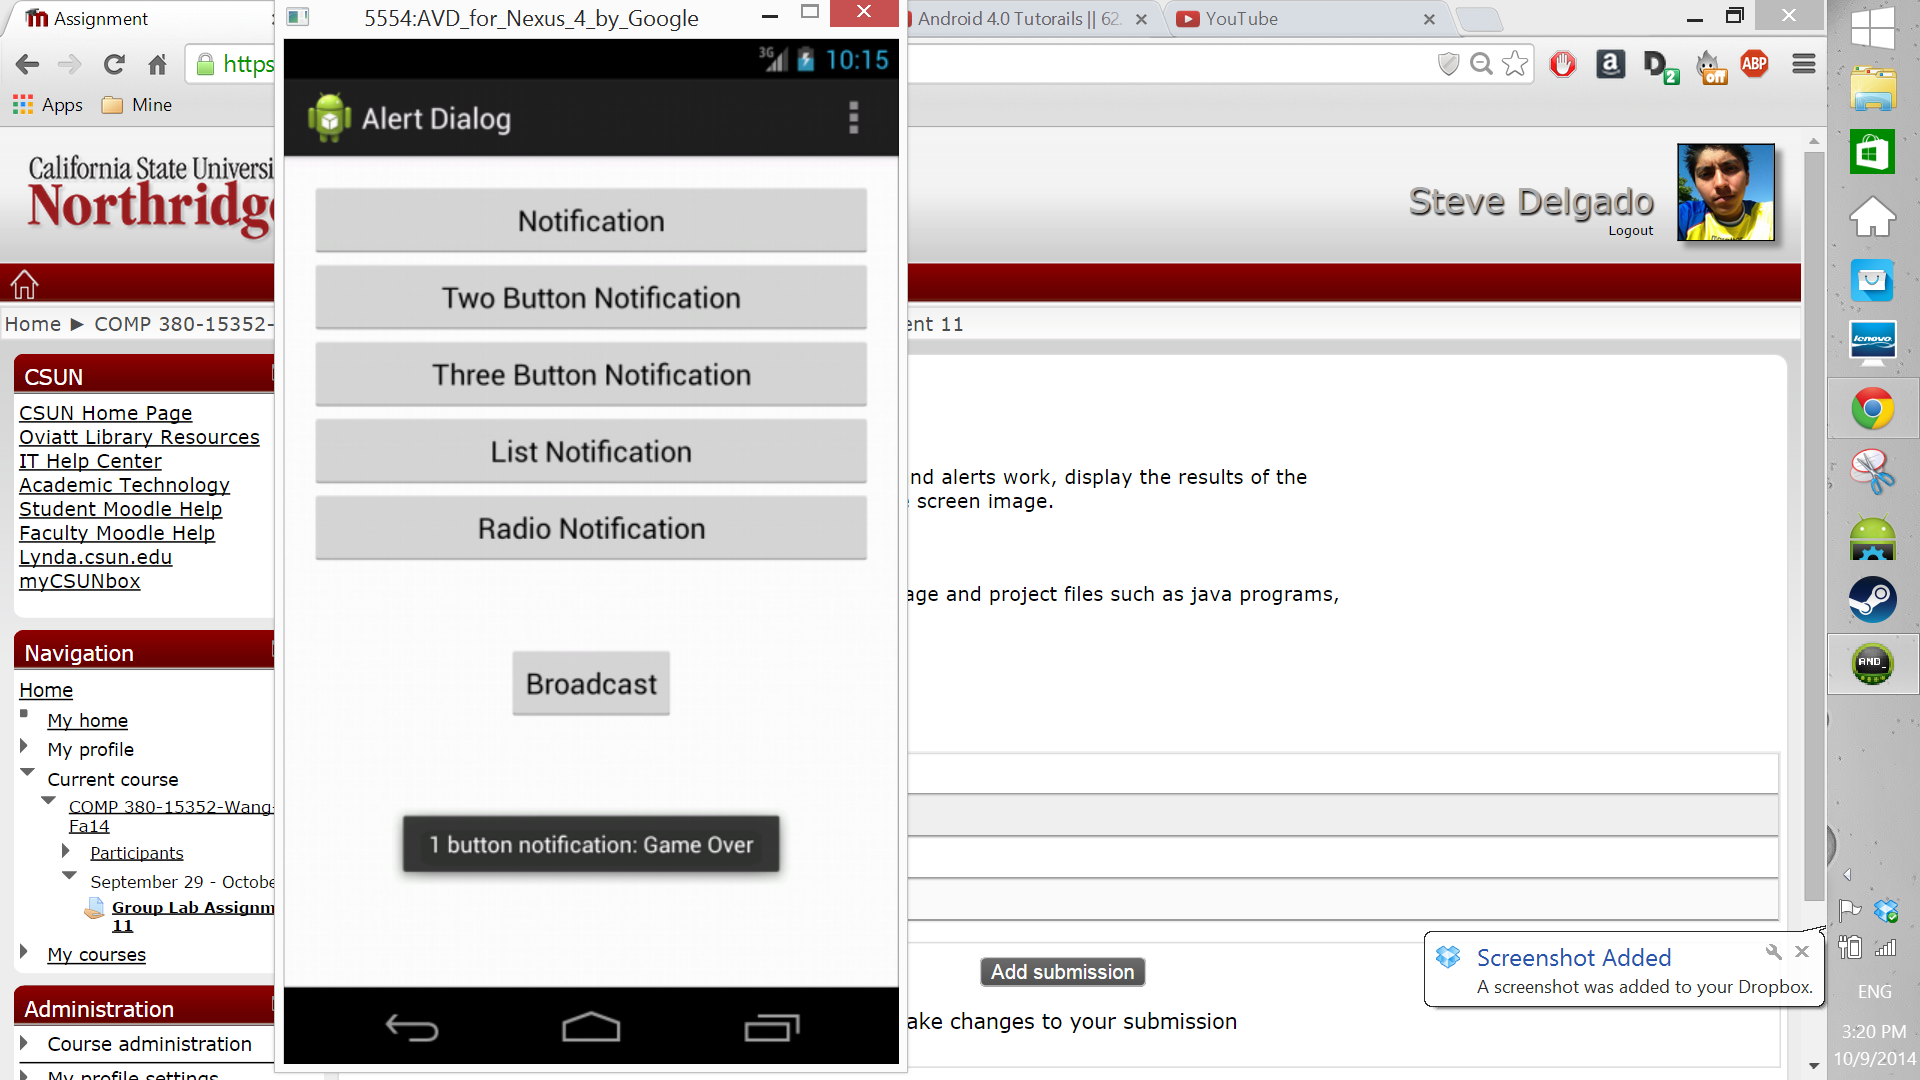 Assignment
5554:AVD_for_Nexus_4_by_Google
Android 4.0 Tutorails || 62.
YouTube
https
2
off
ABP
Apps
Mine
3G
10:15
Alert Dialog
California State Universi
Northridge
Steve Delgado
Logout
Home ► COMP 380-15352-
ent 11
Notification
Two Button Notification
Three Button Notification
List Notification
Radio Notification
Broadcast
1 button notification: Game Over
CSUN
CSUN Home Page
Oviatt Library Resources
IT Help Center
Academic Technology
Student Moodle Help
Faculty Moodle Help
Lynda.csun.edu
myCSUNbox
Navigation
Home
My home
My profile
Current course
COMP 380-15352-Wang-
Fa14
Participants
September 29 - Octobe
Group Lab Assignm
11
My courses
Administration
Course administration
My profile settings
nd alerts work, display the results of the
screen image.
age and project files such as java programs,
Add submission
ake changes to your submission
Screenshot Added
A screenshot was added to your Dropbox.
lenovo
AND_
ENG
3:20 PM
10/9/2014